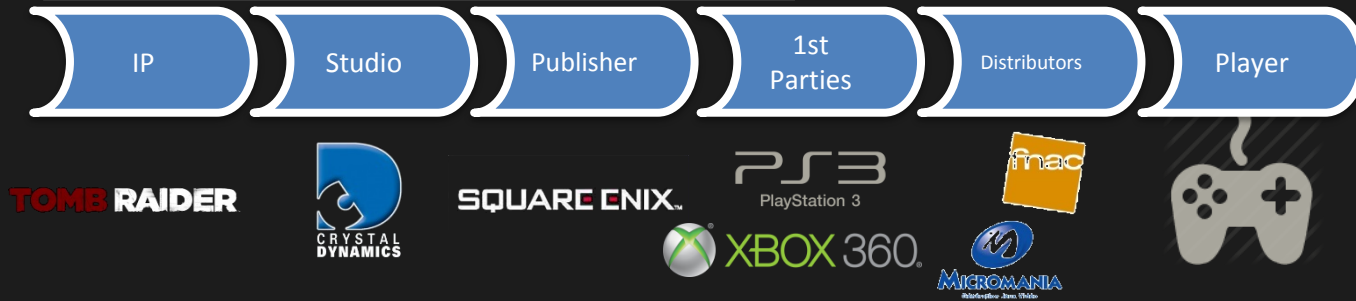 IP
Studio
Publisher
1st
Parties
Distributors
Player
TOMB RAIDER
CRYSTAL
DYNAMICS
SQUARE ENIX™
PS3
PlayStation 3
XBOX 360®
fnac
MICROMANIA